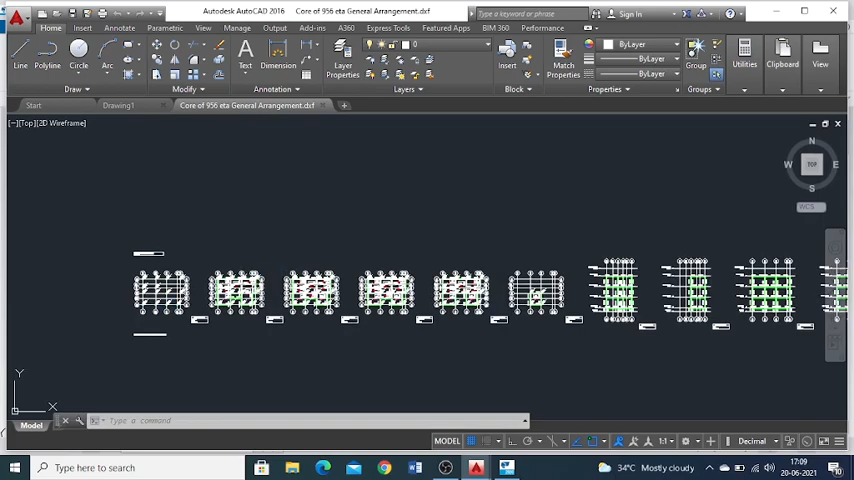 Autodesk AutoCAD 2016 Core of 956 eta General Arrangement.dxf Type a keyword or phrase Sign In
Home Insert Annotate Parametric View Manage Output Add-ins A360 Express Tools Featured Apps BIM 360 Performance
Line Polyline Circle Arc Text Dimension Layer Properties 0 Insert Match Properties ByLayer ByLayer ByLayer Group Utilities Clipboard View
Draw Modify Annotation Layers Block Properties Groups
Start Drawing1 Core of 956 eta General Arrangement.dxf
[−][Top][2D Wireframe]
N
W TOP E
S
WCS
Y
X
Type a command
Model
MODEL 1:1 Decimal
Type here to search
34°C Mostly cloudy
17:09
20-06-2021